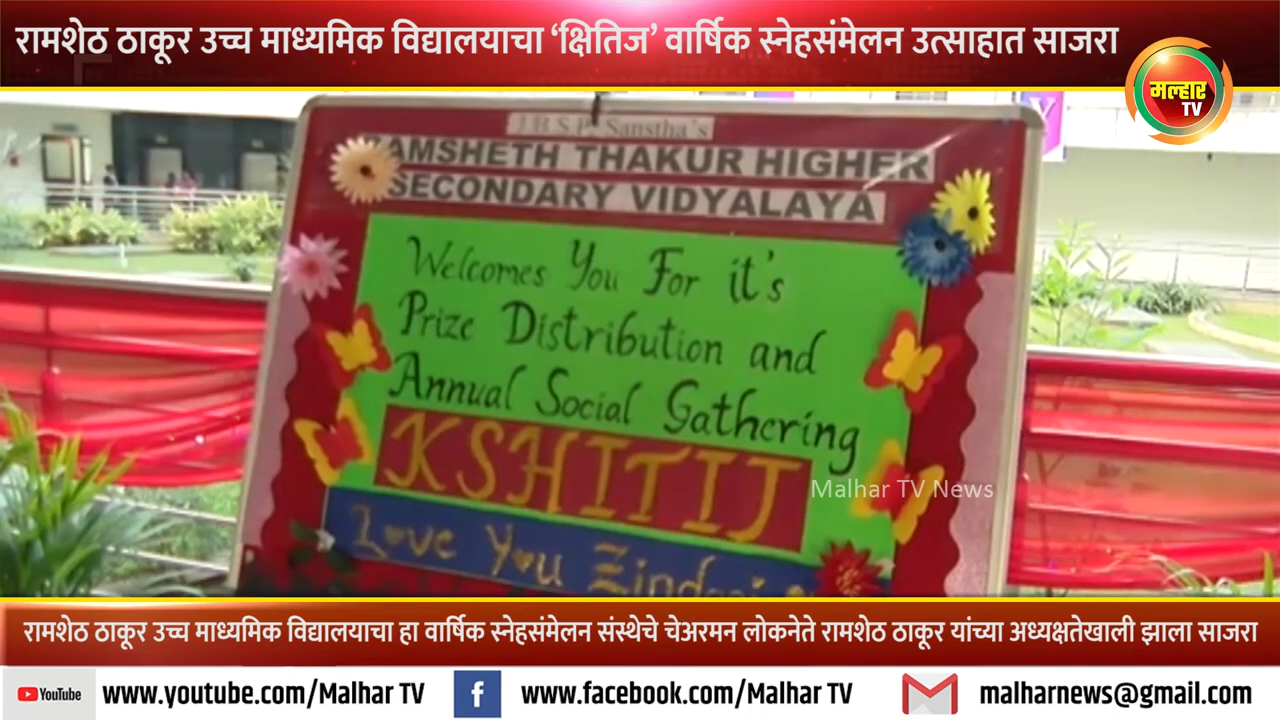 रामशेठ ठाकूर उच्च माध्यमिक विद्यालयाचा ‘क्षितिज’ वार्षिक स्नेहसंमेलन उत्साहात साजरा
मल्हार
TV
J.B.S.P. Sanstha's
RAMSHETH THAKUR HIGHER
SECONDARY VIDYALAYA
Welcomes You For it's
Prize Distribution and
Annual Social Gathering
KSHITIJ
Malhar TV News
Love You
रामशेठ ठाकूर उच्च माध्यमिक विद्यालयाचा हा वार्षिक स्नेहसंमेलन संस्थेचे चेअरमन लोकनेते रामशेठ ठाकूर यांच्या अध्यक्षतेखाली झाला साजरा
YouTube www.youtube.com/Malhar TV f www.facebook.com/Malhar TV malharnews@gmail.com